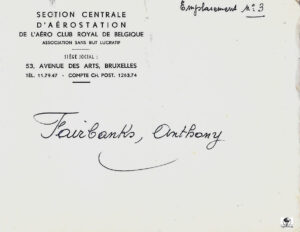 Emplacement N° 3
SECTION CENTRALE
D'AÉROSTATION
DE L'AÉRO CLUB ROYAL DE BELGIQUE
ASSOCIATION SANS BUT LUCRATIF
SIÈGE SOCIAL :
53, AVENUE DES ARTS, BRUXELLES
TÉL. 11.79.47 - COMPTE CH. POST. 1263.74
Fairbanks, Anthony